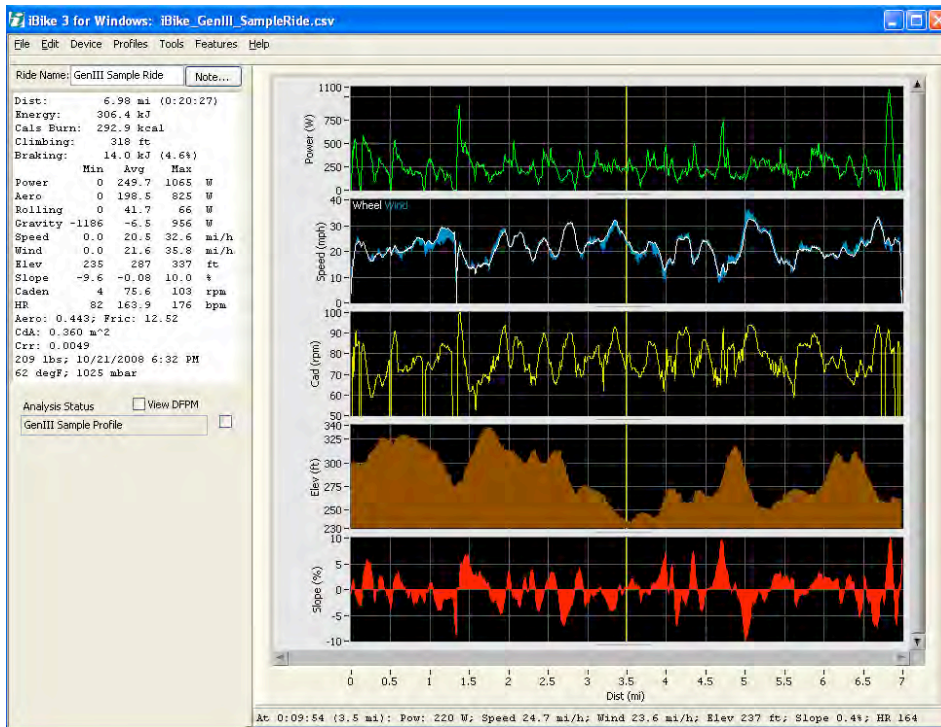 iBike 3 for Windows: iBike_GenIII_SampleRide.csv
File Edit Device Profiles Tools Features Help
Ride Name: GenIII Sample Ride Note...
Dist: 6.98 mi (0:20:27)
Energy: 306.4 kJ
Cals Burn: 292.9 kcal
Climbing: 318 ft
Braking: 14.0 kJ (4.6%)
Min Avg Max
Power 0 249.7 1065 W
Aero 0 198.5 825 W
Rolling 0 41.7 66 W
Gravity -1186 -6.5 956 W
Speed 0.0 20.5 32.6 mi/h
Wind 0.0 21.6 35.8 mi/h
Elev 235 287 337 ft
Slope -9.6 -0.08 10.0 %
Caden 4 75.6 103 rpm
HR 82 163.9 176 bpm
Aero: 0.443; Fric: 12.52
CdA: 0.360 m^2
Crr: 0.0049
209 lbs; 10/21/2008 6:32 PM
62 degF; 1025 mbar
Analysis Status View DFPM
GenIII Sample Profile
Power (W)
1100
750
500
250
0
Wheel Wind
Speed (mph)
40
30
20
10
0
Cad (rpm)
100
90
80
70
60
50
Elev (ft)
340
325
300
275
250
230
Slope (%)
10
5
0
-5
-10
0 0.5 1 1.5 2 2.5 3 3.5 4 4.5 5 5.5 6 6.5 7
Dist (mi)
At 0:09:54 (3.5 mi): Pow: 220 W; Speed 24.7 mi/h; Wind 23.6 mi/h; Elev 237 ft; Slope 0.4%; HR 164